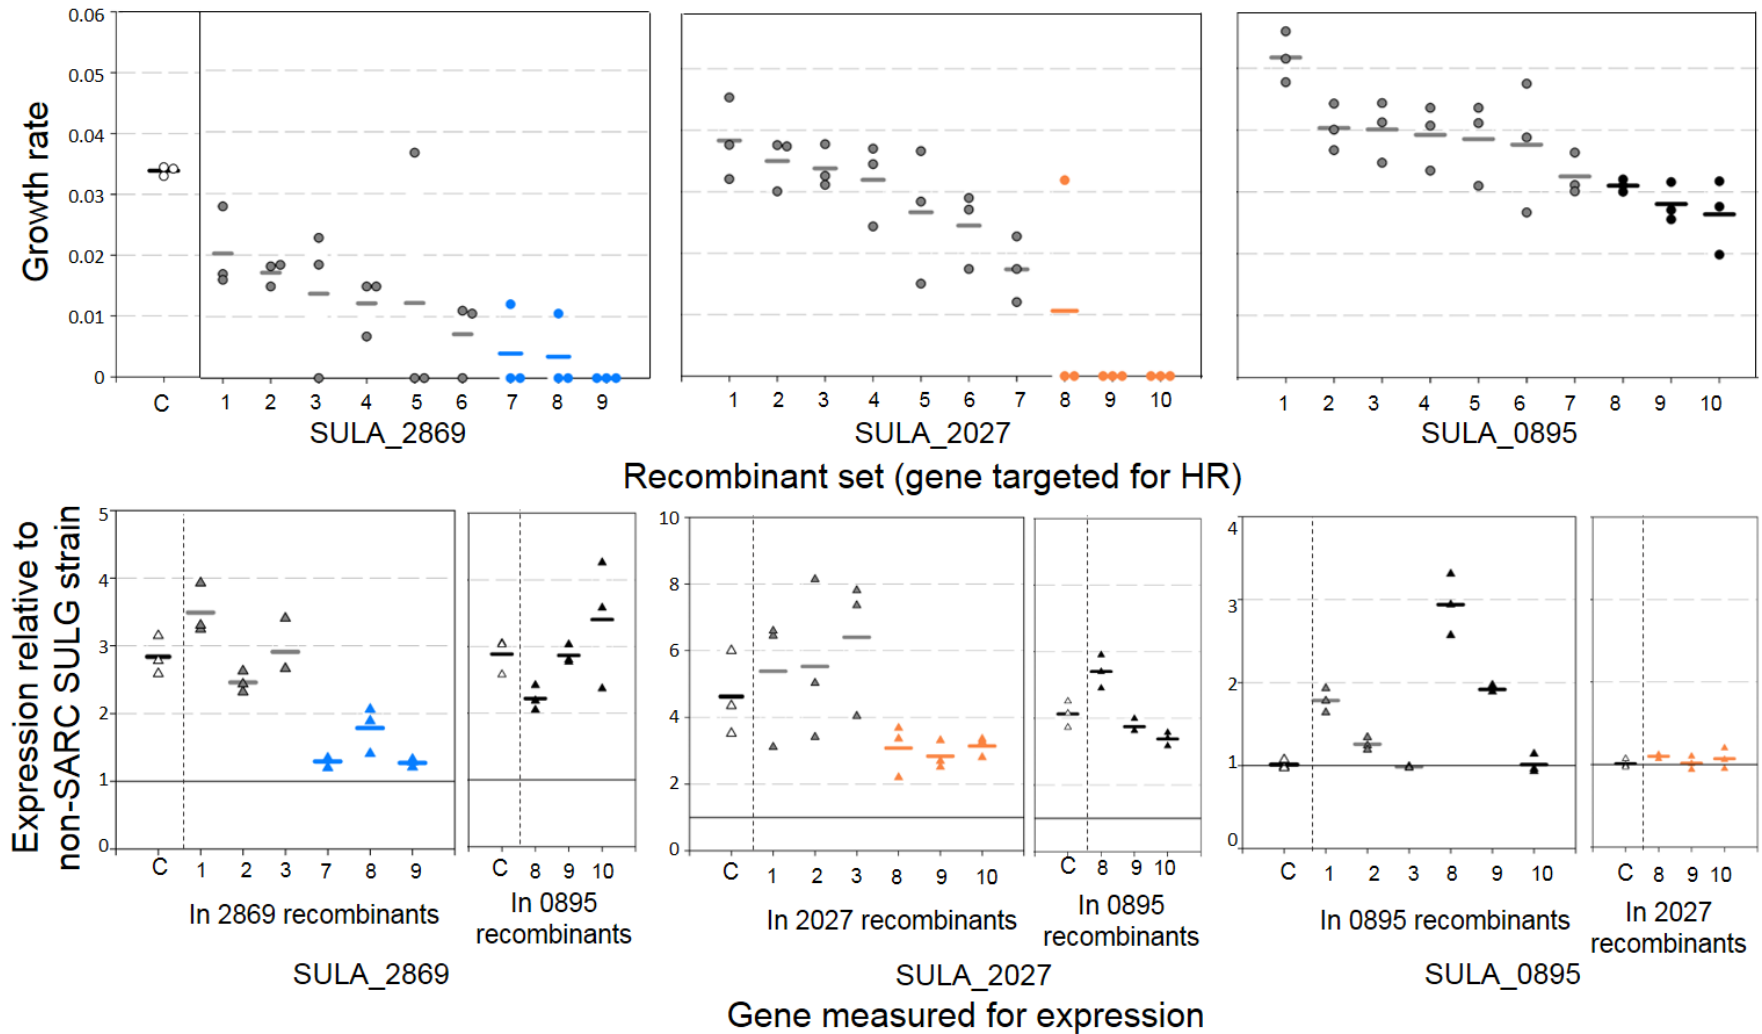 Growth rate
0.06
0.05
0.04
0.03
0.02
0.01
0
C 1 2 3 4 5 6 7 8 9
1 2 3 4 5 6 7 8 9 10
1 2 3 4 5 6 7 8 9 10
SULA_2869 SULA_2027 SULA_0895
Recombinant set (gene targeted for HR)
Expression relative to
non-SARC SULG strain
5
4
3
2
1
0
C 1 2 3 7 8 9
In 2869 recombinants
C 8 9 10
In 0895
recombinants
SULA_2869
10
8
6
4
2
0
C 1 2 3 8 9 10
In 2027 recombinants
C 8 9 10
In 0895
recombinants
SULA_2027
4
3
2
1
0
C 1 2 3 8 9 10
In 0895 recombinants
C 8 9 10
In 2027
recombinants
SULA_0895
Gene measured for expression